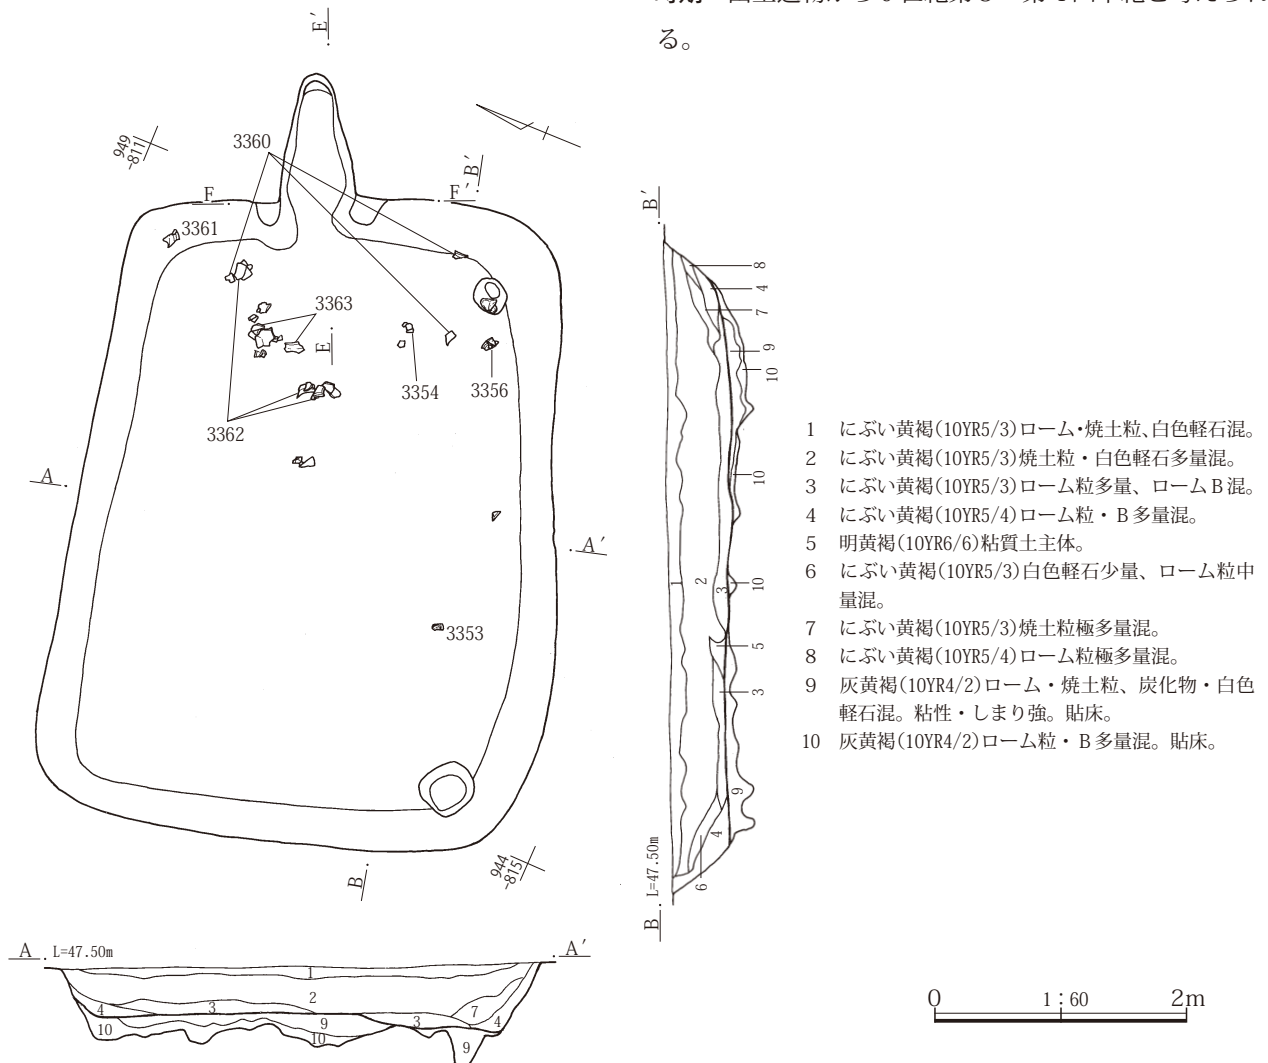 る。
E′
949
-811
3360
B′
F
F′
3361
3363
E
3354
3356
3362
A
A′
3353
944
-815
B
B′
8
4
7
9
10
10
10
1
2
3
5
3
9
4
6
L=47.50m
B
1 にぶい黄褐(10YR5/3)ローム・焼土粒、白色軽石混。
2 にぶい黄褐(10YR5/3)焼土粒・白色軽石多量混。
3 にぶい黄褐(10YR5/3)ローム粒多量、ロームB混。
4 にぶい黄褐(10YR5/4)ローム粒・B多量混。
5 明黄褐(10YR6/6)粘質土主体。
6 にぶい黄褐(10YR5/3)白色軽石少量、ローム粒中
量混。
7 にぶい黄褐(10YR5/3)焼土粒極多量混。
8 にぶい黄褐(10YR5/4)ローム粒極多量混。
9 灰黄褐(10YR4/2)ローム・焼土粒、炭化物・白色
軽石混。粘性・しまり強。貼床。
10 灰黄褐(10YR4/2)ローム粒・B多量混。貼床。
A L=47.50m A′
1
2
3
4
7
4
10
9
3
10
9
0 1:60 2m